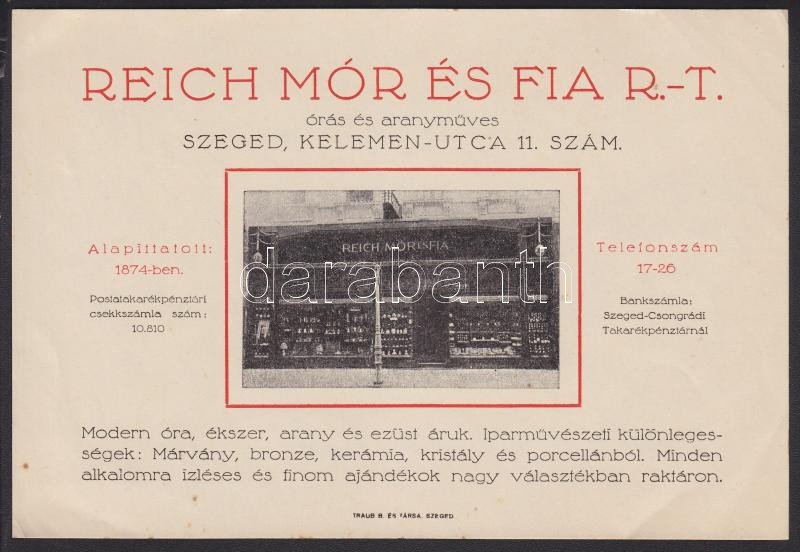 REICH MÓR ÉS FIA R.-T.
órás és aranyműves
SZEGED, KELEMEN-UTCA 11. SZÁM.
REICH MÓR ÉS FIA
darabanth
Alapíttatott:
1874-ben.
Postatakarékpénztári
csekkszámla szám:
10.810
Telefonszám
17-26
Bankszámla:
Szeged-Csongrádi
Takarékpénztárnál
Modern óra, ékszer, arany és ezüst áruk. Iparművészeti különleges-
ségek: Márvány, bronze, kerámia, kristály és porcellánból. Minden
alkalomra ízléses és finom ajándékok nagy választékban raktáron.
TRAUB B. ÉS TÁRSA, SZEGED